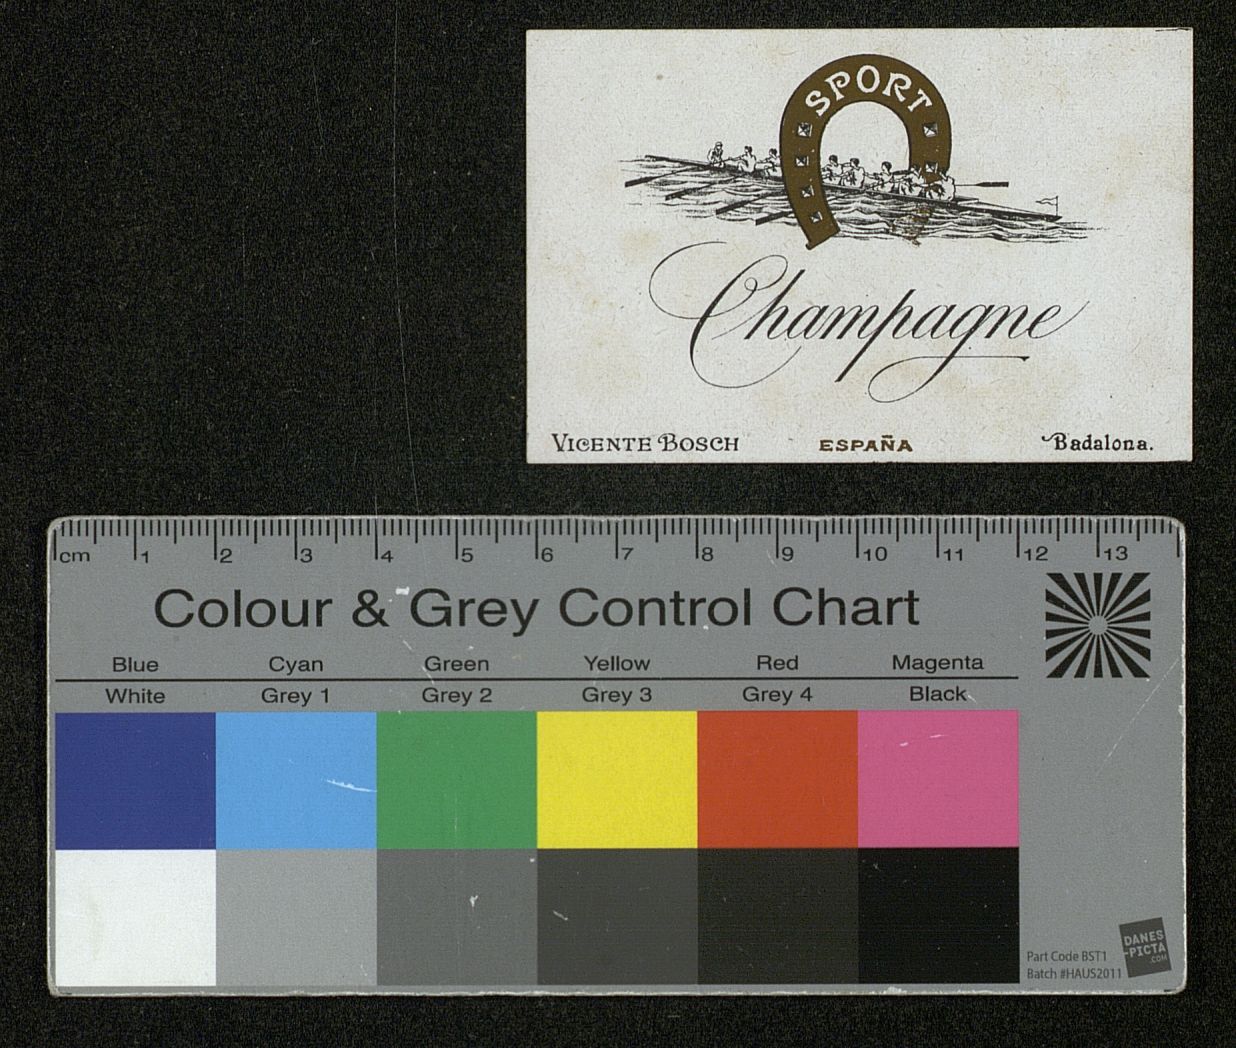 SPORT
Champagne
VICENTE BOSCH ESPAÑA Badalona.
cm 1 2 3 4 5 6 7 8 9 10 11 12 13
Colour & Grey Control Chart
Blue Cyan Green Yellow Red Magenta
White Grey 1 Grey 2 Grey 3 Grey 4 Black
DANES
-PICTA
.COM
Part Code BST1
Batch #HAUS2011